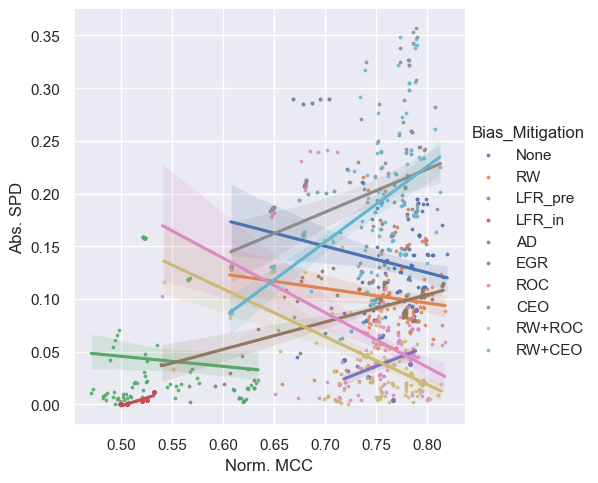 0.35
0.30
0.25
0.20
0.15
0.10
0.05
0.00
Abs. SPD
0.50 0.55 0.60 0.65 0.70 0.75 0.80
Norm. MCC
Bias_Mitigation
None
RW
LFR_pre
LFR_in
AD
EGR
ROC
CEO
RW+ROC
RW+CEO